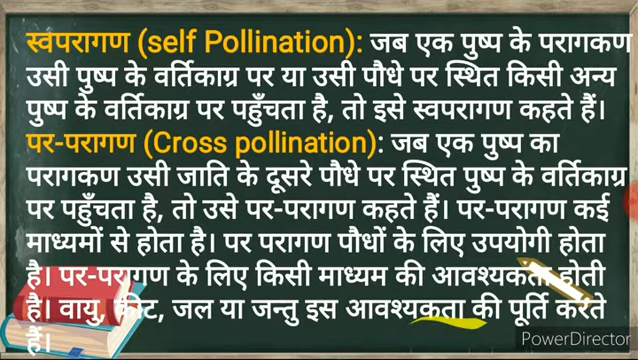 स्वपरागण (self Pollination): जब एक पुष्प के परागकण
उसी पुष्प के वर्तिकाग्र पर या उसी पौधे पर स्थित किसी अन्य
पुष्प के वर्तिकाग्र पर पहुँचता है, तो इसे स्वपरागण कहते हैं।
पर-परागण (Cross pollination): जब एक पुष्प का
परागकण उसी जाति के दूसरे पौधे पर स्थित पुष्प के वर्तिकाग्र
पर पहुँचता है, तो उसे पर-परागण कहते हैं। पर-परागण कई
माध्यमों से होता है। पर परागण पौधों के लिए उपयोगी होता
है। पर-परागण के लिए किसी माध्यम की आवश्यकता होती
है। वायु, कीट, जल या जन्तु इस आवश्यकता की पूर्ति करते
हैं।
PowerDirector